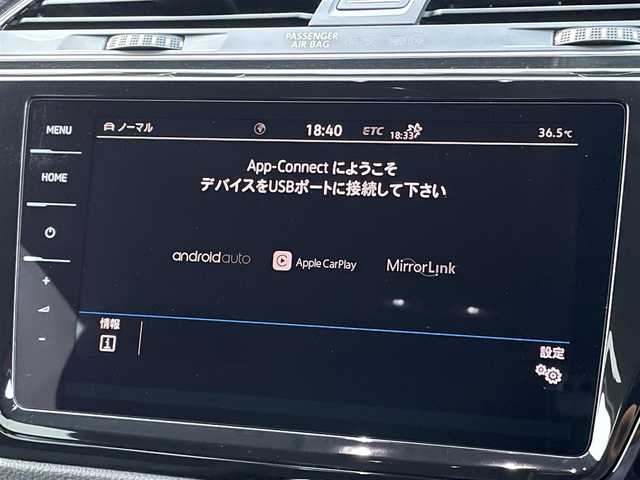 PASSENGER
AIR BAG
MENU
HOME
ノーマル
18:40
ETC
18:33
36.5℃
App-Connect にようこそ
デバイスをUSBポートに接続して下さい
android auto
Apple CarPlay
MirrorLink
情報
設定